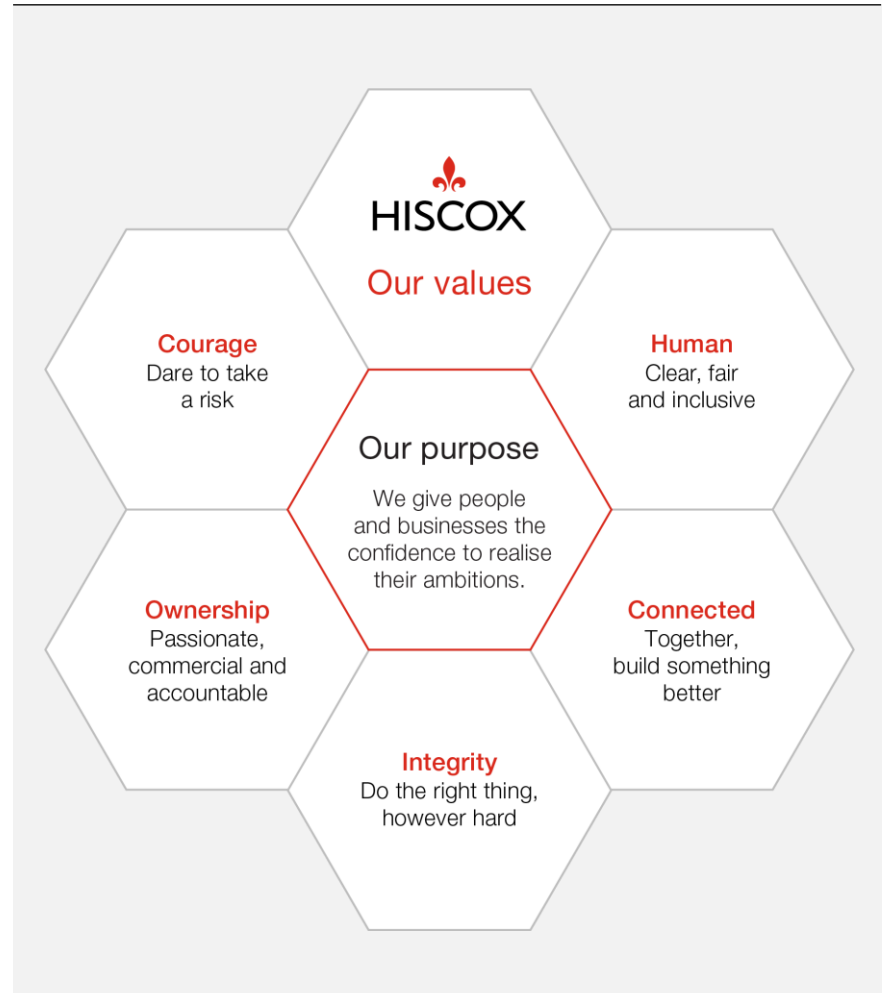 HISCOX
Our values
Courage
Dare to take
a risk
Human
Clear, fair
and inclusive
Our purpose
We give people
and businesses the
confidence to realise
their ambitions.
Ownership
Passionate,
commercial and
accountable
Connected
Together,
build something
better
Integrity
Do the right thing,
however hard